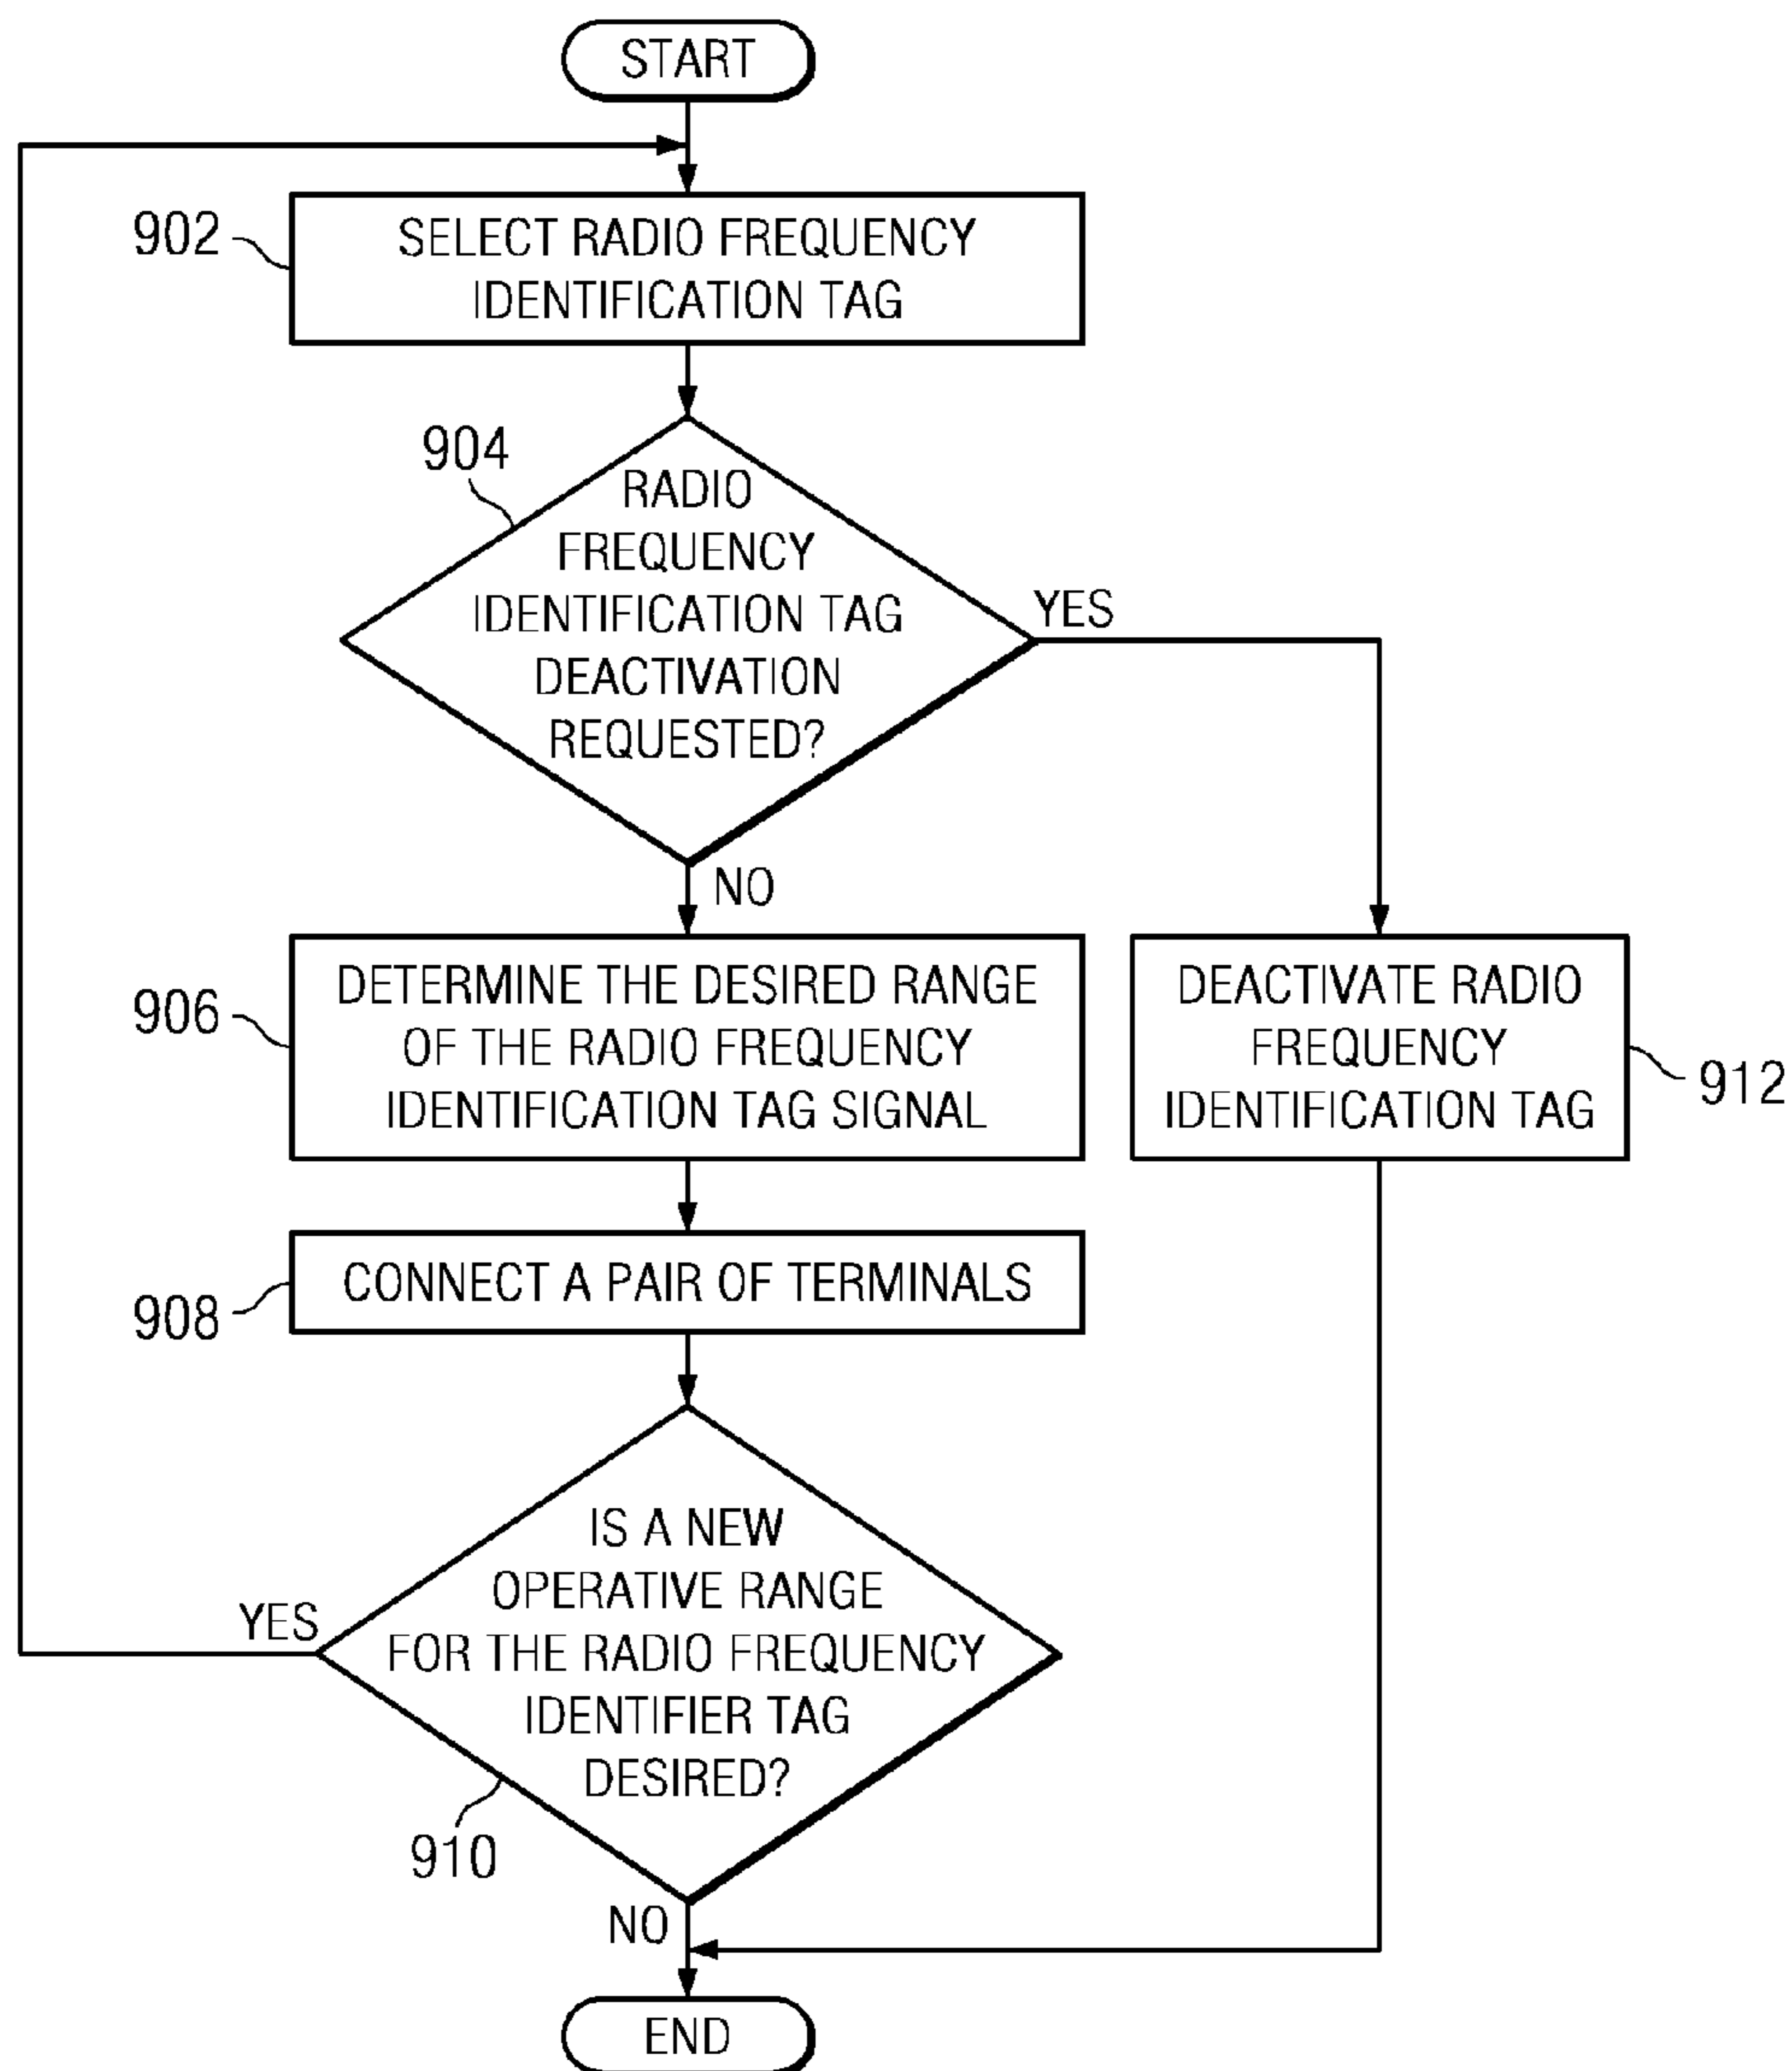 START
902
SELECT RADIO FREQUENCY
IDENTIFICATION TAG
904
RADIO
FREQUENCY
IDENTIFICATION TAG
DEACTIVATION
REQUESTED?
YES
NO
906
DETERMINE THE DESIRED RANGE
OF THE RADIO FREQUENCY
IDENTIFICATION TAG SIGNAL
DEACTIVATE RADIO
FREQUENCY
IDENTIFICATION TAG
912
908
CONNECT A PAIR OF TERMINALS
IS A NEW
OPERATIVE RANGE
FOR THE RADIO FREQUENCY
IDENTIFIER TAG
DESIRED?
YES
910
NO
END